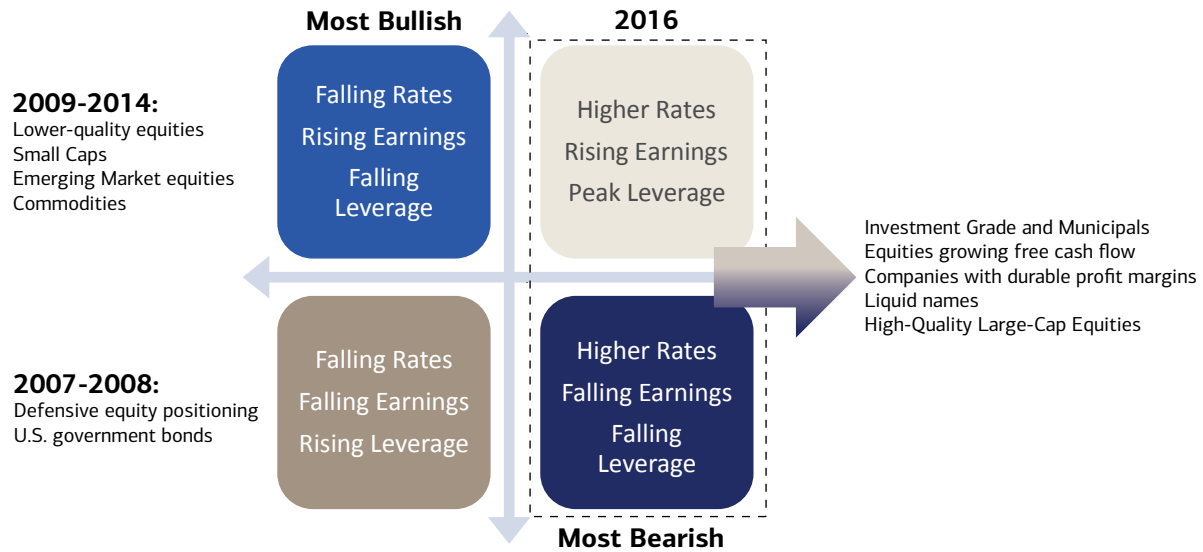 Most Bullish
2016
2009-2014:
Lower-quality equities
Small Caps
Emerging Market equities
Commodities
Falling Rates
Rising Earnings
Falling
Leverage
Higher Rates
Rising Earnings
Peak Leverage
Investment Grade and Municipals
Equities growing free cash flow
Companies with durable profit margins
Liquid names
High-Quality Large-Cap Equities
2007-2008:
Defensive equity positioning
U.S. government bonds
Falling Rates
Falling Earnings
Rising Leverage
Higher Rates
Falling Earnings
Falling
Leverage
Most Bearish